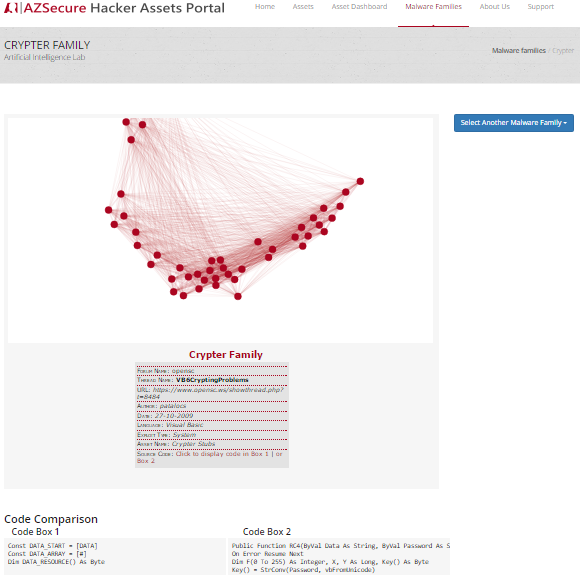 AZSecure Hacker Assets Portal
Home Assets Asset Dashboard Malware Families About Us Support
CRYPTER FAMILY
Artificial Intelligence Lab
Malware families / Crypter
Select Another Malware Family
Crypter Family
Forum Name: opensc
Thread Name: VB6CryptingProblems
URL: https://www.opensc.ws/showthread.php?
t=8484
Author: patalocs
Date: 27-10-2009
Language: Visual Basic
Exploit Type: System
Asset Name: Crypter Stubs
Source Code: Click to display code in Box 1 | or
Box 2
Code Comparison
Code Box 1
Code Box 2
Const DATA_START = [DATA]
Const DATA_ARRAY = [#]
Dim DATA_RESOURCE() As Byte
Public Function RC4(ByVal Data As String, ByVal Password As S
On Error Resume Next
Dim F(0 To 255) As Integer, X, Y As Long, Key() As Byte
Key() = StrConv(Password, vbFromUnicode)